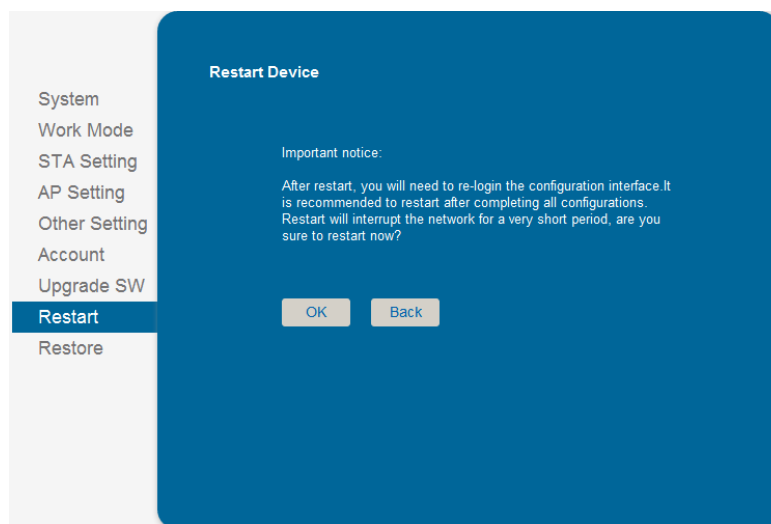 Restart Device
System
Work Mode
STA Setting
AP Setting
Other Setting
Account
Upgrade SW
Restart
Restore
Important notice:
After restart, you will need to re-login the configuration interface.It
is recommended to restart after completing all configurations.
Restart will interrupt the network for a very short period, are you
sure to restart now?
OK Back